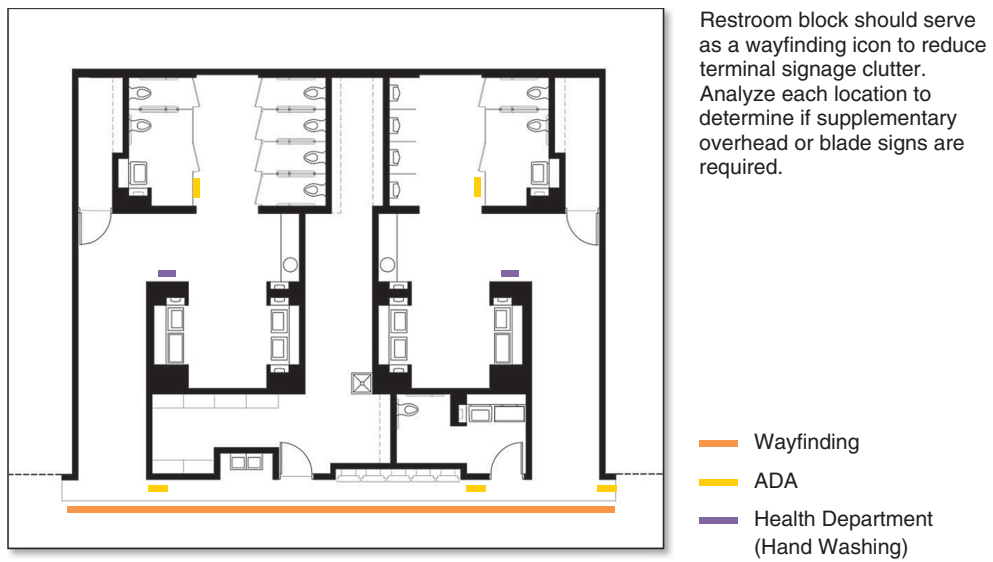 Restroom block should serve
as a wayfinding icon to reduce
terminal signage clutter.
Analyze each location to
determine if supplementary
overhead or blade signs are
required.
Wayfinding
ADA
Health Department
(Hand Washing)